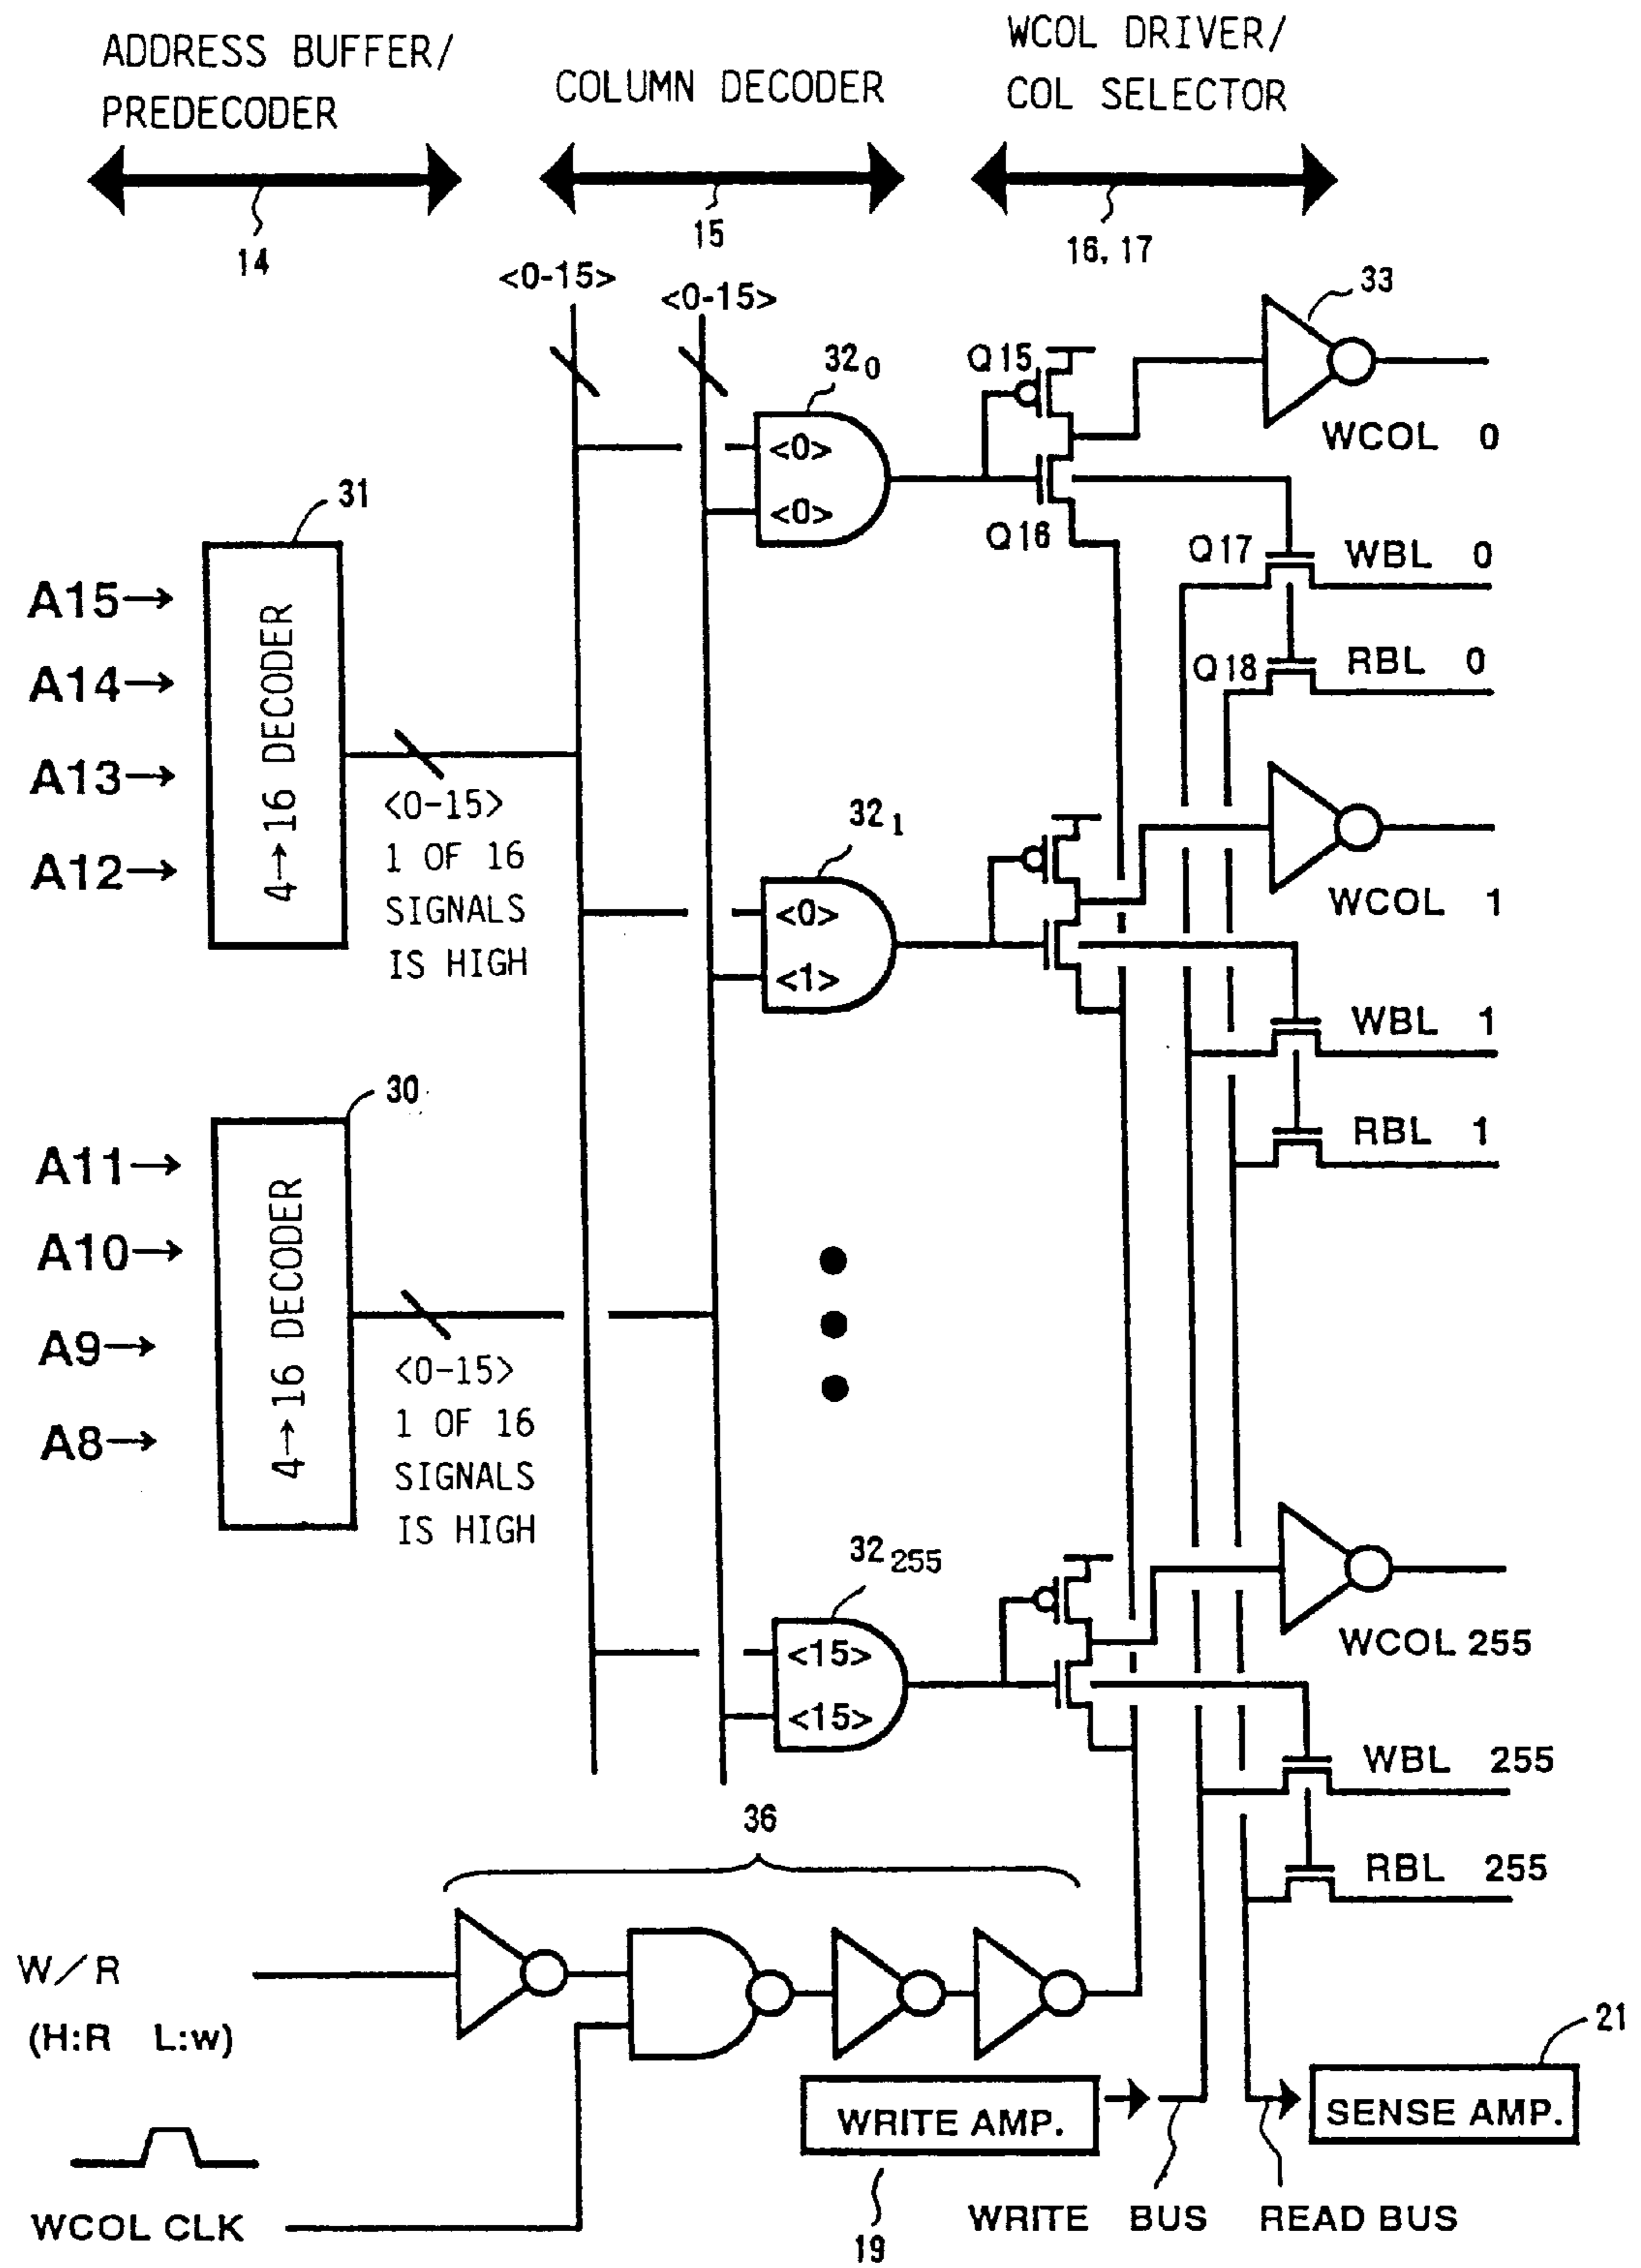 ADDRESS BUFFER/
PREDECODER
14
COLUMN DECODER
15
WCOL DRIVER/
COL SELECTOR
16, 17
<0-15>
<0-15>
32 0
<0>
<0>
Q15
Q16
33
WCOL 0
Q17
WBL 0
Q18
RBL 0
31
A15→
A14→
A13→
A12→
4→16 DECODER
<0-15>
1 OF 16
SIGNALS
IS HIGH
32 1
<0>
<1>
WCOL 1
WBL 1
RBL 1
30
A11→
A10→
A9→
A8→
4→16 DECODER
<0-15>
1 OF 16
SIGNALS
IS HIGH
32 255
<15>
<15>
WCOL 255
WBL 255
RBL 255
36
W/R
(H:R L:w)
WCOL CLK
WRITE AMP.
19
WRITE BUS
READ BUS
SENSE AMP.
21